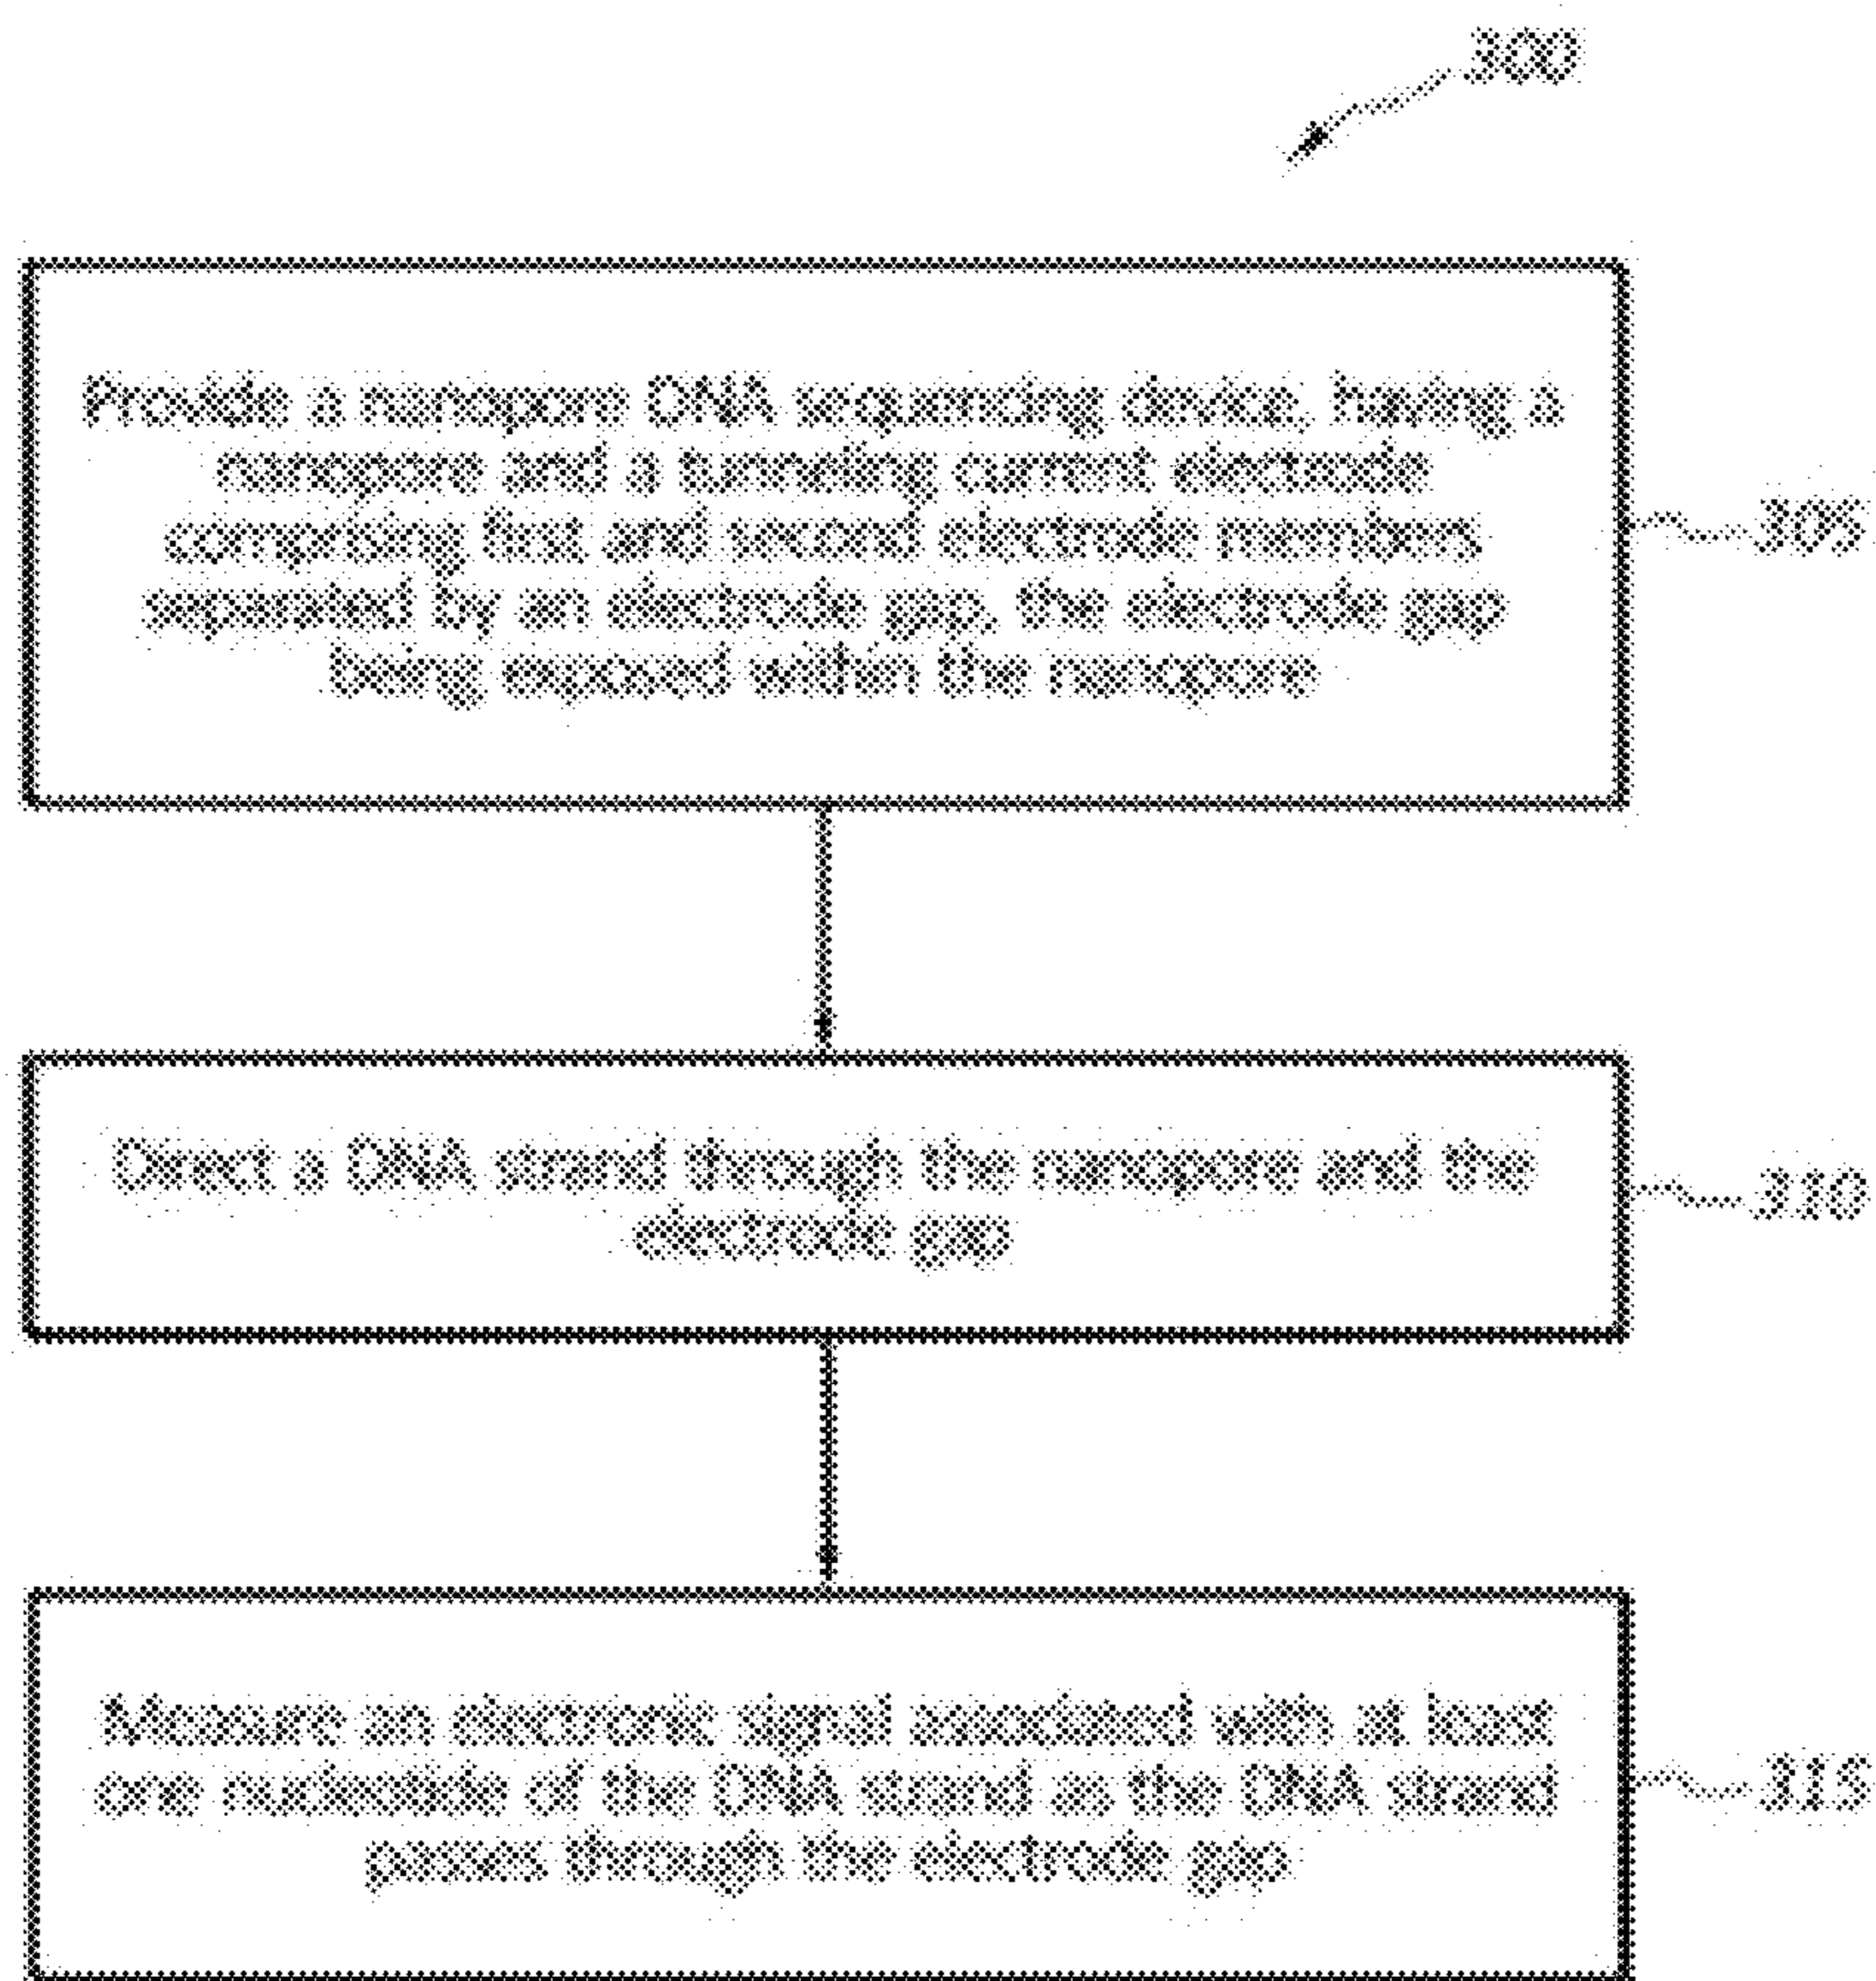 300
Provide a nanopore DNA sequencing device, having a
nanopore and a tunneling current electrode
comprising first and second electrode members
separated by an electrode gap, the electrode gap
being exposed within the nanopore
305
Direct a DNA strand through the nanopore and the
electrode gap
310
Measure an electronic signal associated with at least
one nucleotide of the DNA strand as the DNA strand
passes through the electrode gap
315